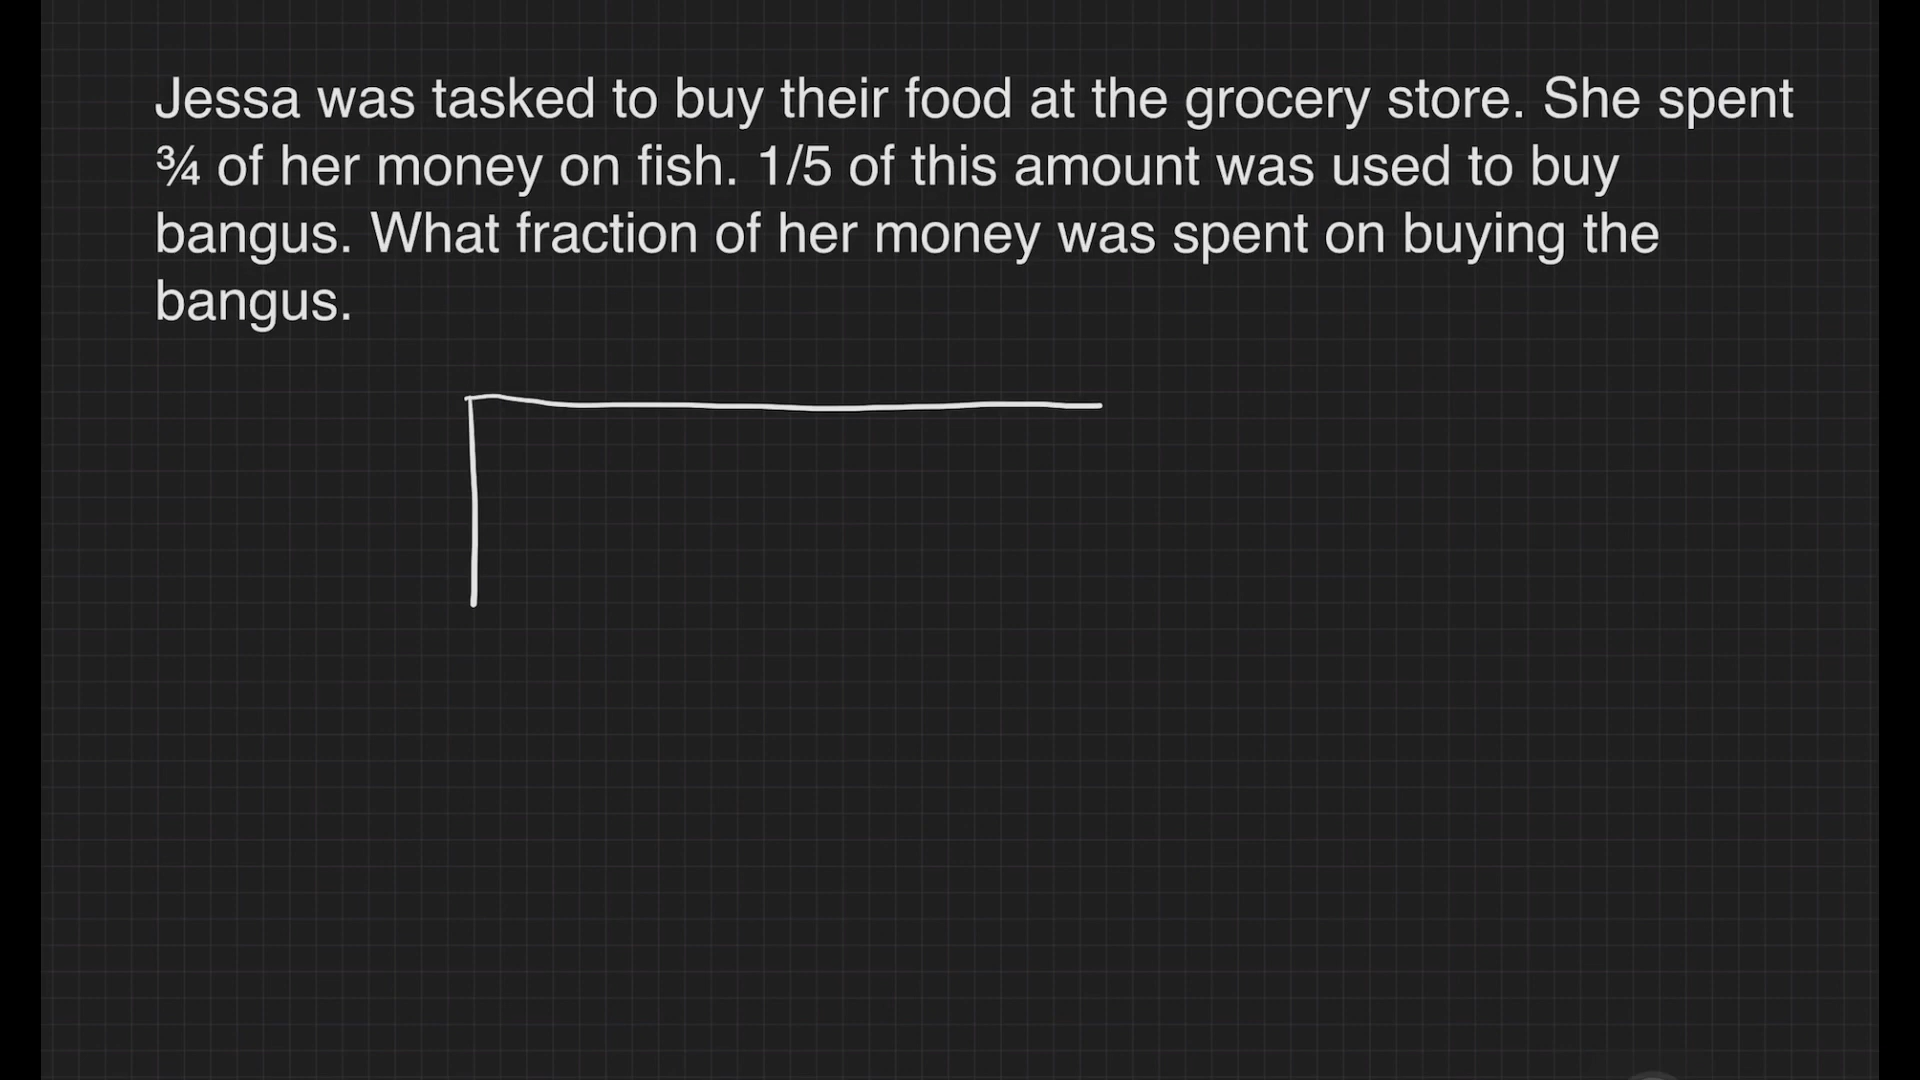 Jessa was tasked to buy their food at the grocery store. She spent
¾ of her money on fish. 1/5 of this amount was used to buy
bangus. What fraction of her money was spent on buying the
bangus.